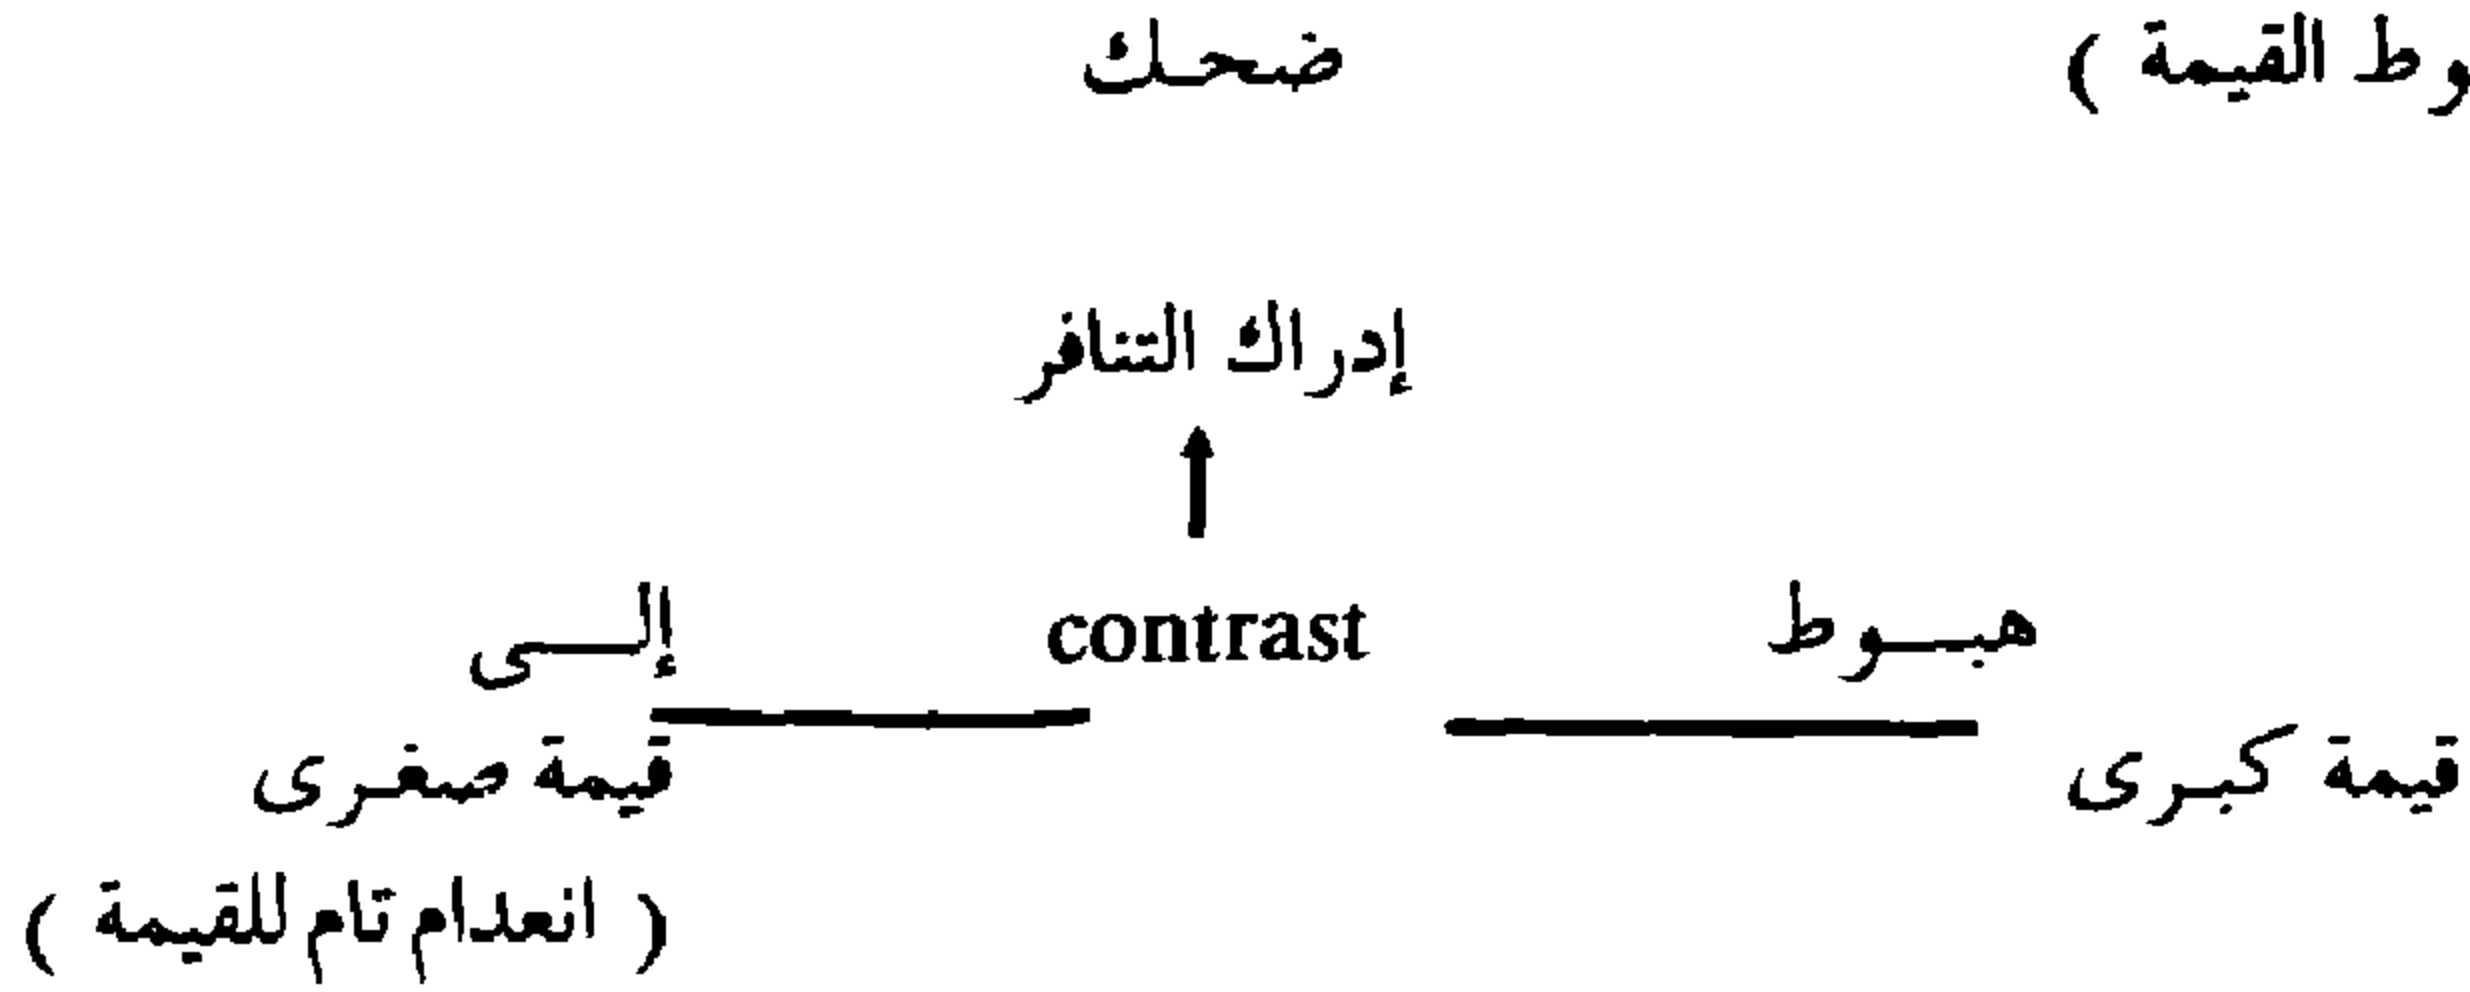 وط القيمة )
ضحك
إدراك التنافر
هبوط contrast إلى
قيمة كبرى
قيمة صغرى
( انعدام تام للقيمة )